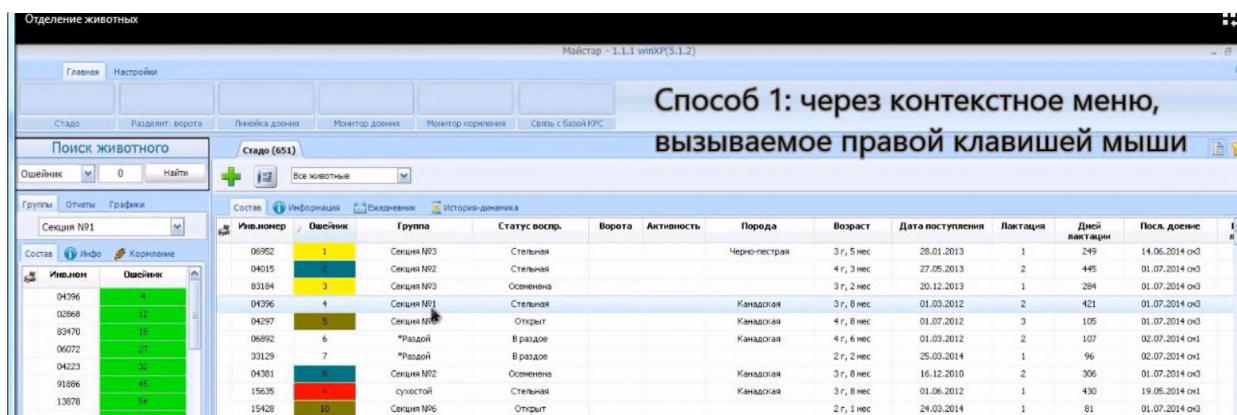 Отделение животных
Майстар - 1.1.1 winXP(5.1.2)
Главная Настройки
Стадо Разделит. ворота Линейка доения Монитор доения Монитор кормления Связь с базой КРС
Способ 1: через контекстное меню,
вызываемое правой клавишей мыши
Поиск животного
Ошейник 0 Найти
Группы Отчеты Графики
Секция №1
Состав Инфо Кормление
Инв.ном Ошейник
04396 4
02868 12
83470 18
06072 27
04223 32
91886 45
13878 54
Стадо (651)
Все животные
Состав Информация Ежедневник История-динамика
Инв.номер Ошейник Группа Статус воспр. Ворота Активность Порода Возраст Дата поступления Лактация Дней лактации Посл. доение
06952 1 Секция №3 Стельная Черно-пестрая 3 г, 5 мес 28.01.2013 1 249 14.06.2014 см3
04015 2 Секция №2 Стельная 4 г, 3 мес 27.05.2013 2 445 01.07.2014 см3
83184 3 Секция №3 Осеменена 3 г, 2 мес 20.12.2013 1 284 01.07.2014 см3
04396 4 Секция №1 Стельная Канадская 3 г, 8 мес 01.03.2012 2 421 01.07.2014 см3
04297 5 Секция Открыт Канадская 4 г, 8 мес 01.07.2012 3 105 01.07.2014 см3
06892 6 *Раздой В раздое Канадская 4 г, 6 мес 01.03.2012 2 107 02.07.2014 см1
33129 7 *Раздой В раздое 2 г, 2 мес 25.03.2014 1 96 02.07.2014 см1
04381 8 Секция №2 Осеменена Канадская 3 г, 8 мес 16.12.2010 2 306 01.07.2014 см3
15635 9 сухостой Стельная Канадская 3 г, 8 мес 01.06.2012 1 430 19.05.2014 см1
15428 10 Секция №6 Открыт 2 г, 1 мес 24.03.2014 1 81 01.07.2014 см3